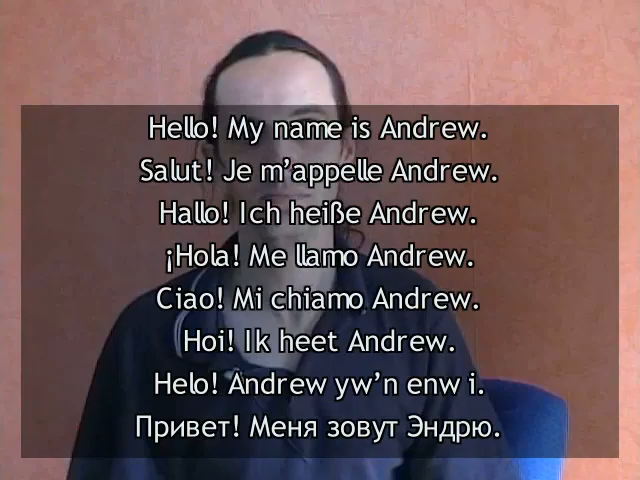 Hello! My name is Andrew.
Salut! Je m’appelle Andrew.
Hallo! Ich heiße Andrew.
¡Hola! Me llamo Andrew.
Ciao! Mi chiamo Andrew.
Hoi! Ik heet Andrew.
Helo! Andrew yw’n enw i.
Привет! Меня зовут Эндрю.